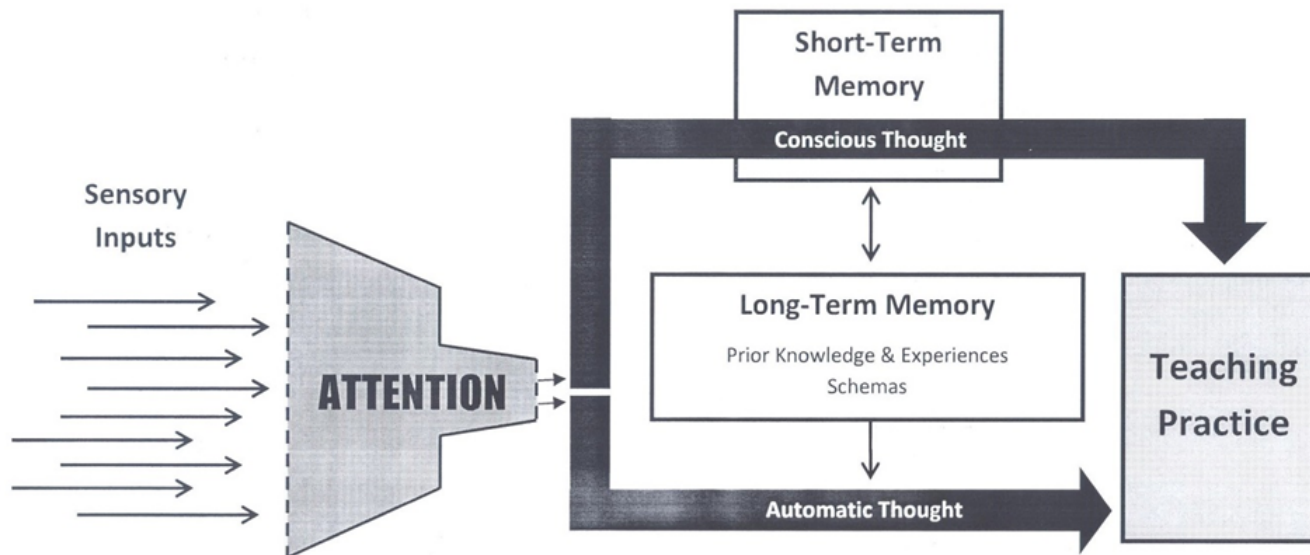 Short-Term
Memory
Conscious Thought
Sensory
Inputs
ATTENTION
Long-Term Memory
Prior Knowledge & Experiences
Schemas
Teaching
Practice
Automatic Thought